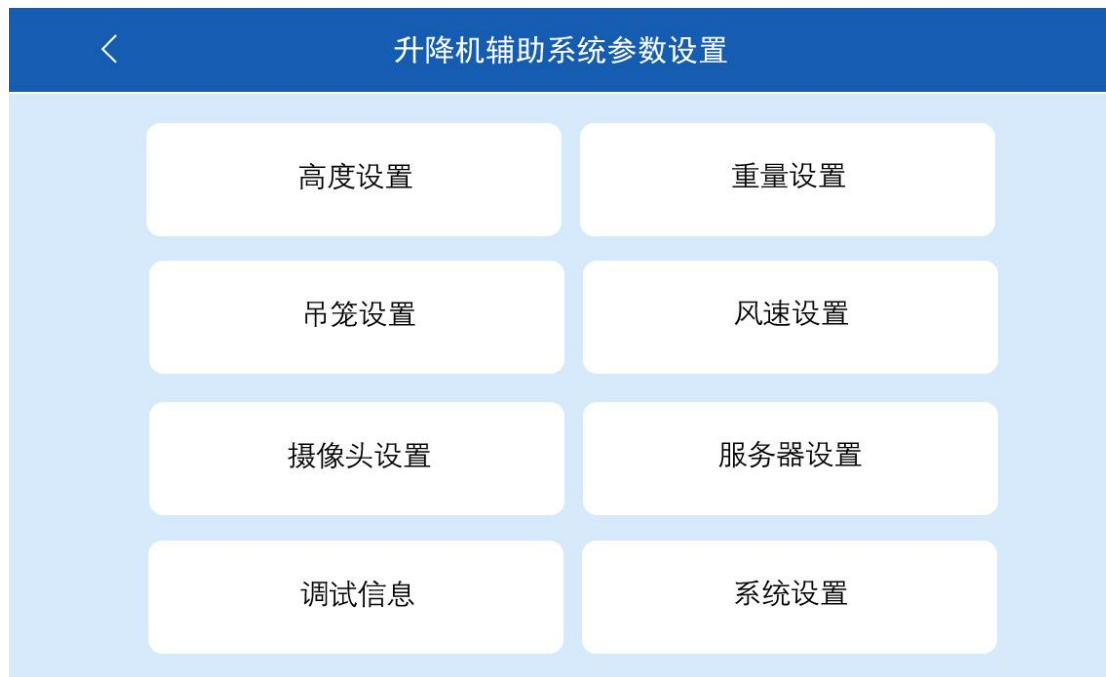 升降机辅助系统参数设置
高度设置
重量设置
吊笼设置
风速设置
摄像头设置
服务器设置
调试信息
系统设置